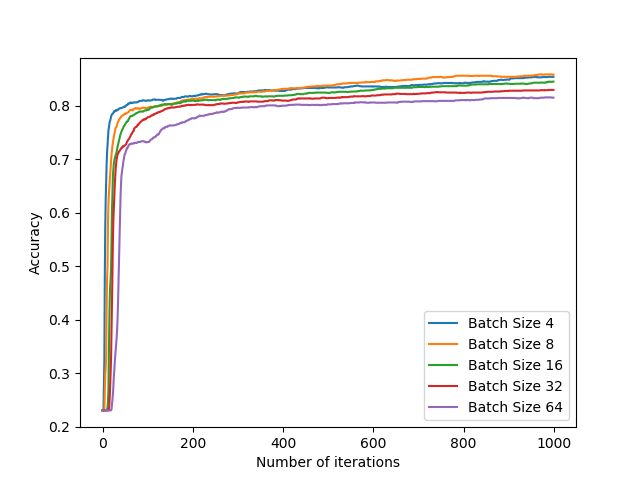 0.8
0.7
0.6
0.5
0.4
0.3
0.2
Accuracy
Batch Size 4
Batch Size 8
Batch Size 16
Batch Size 32
Batch Size 64
0 200 400 600 800 1000
Number of iterations